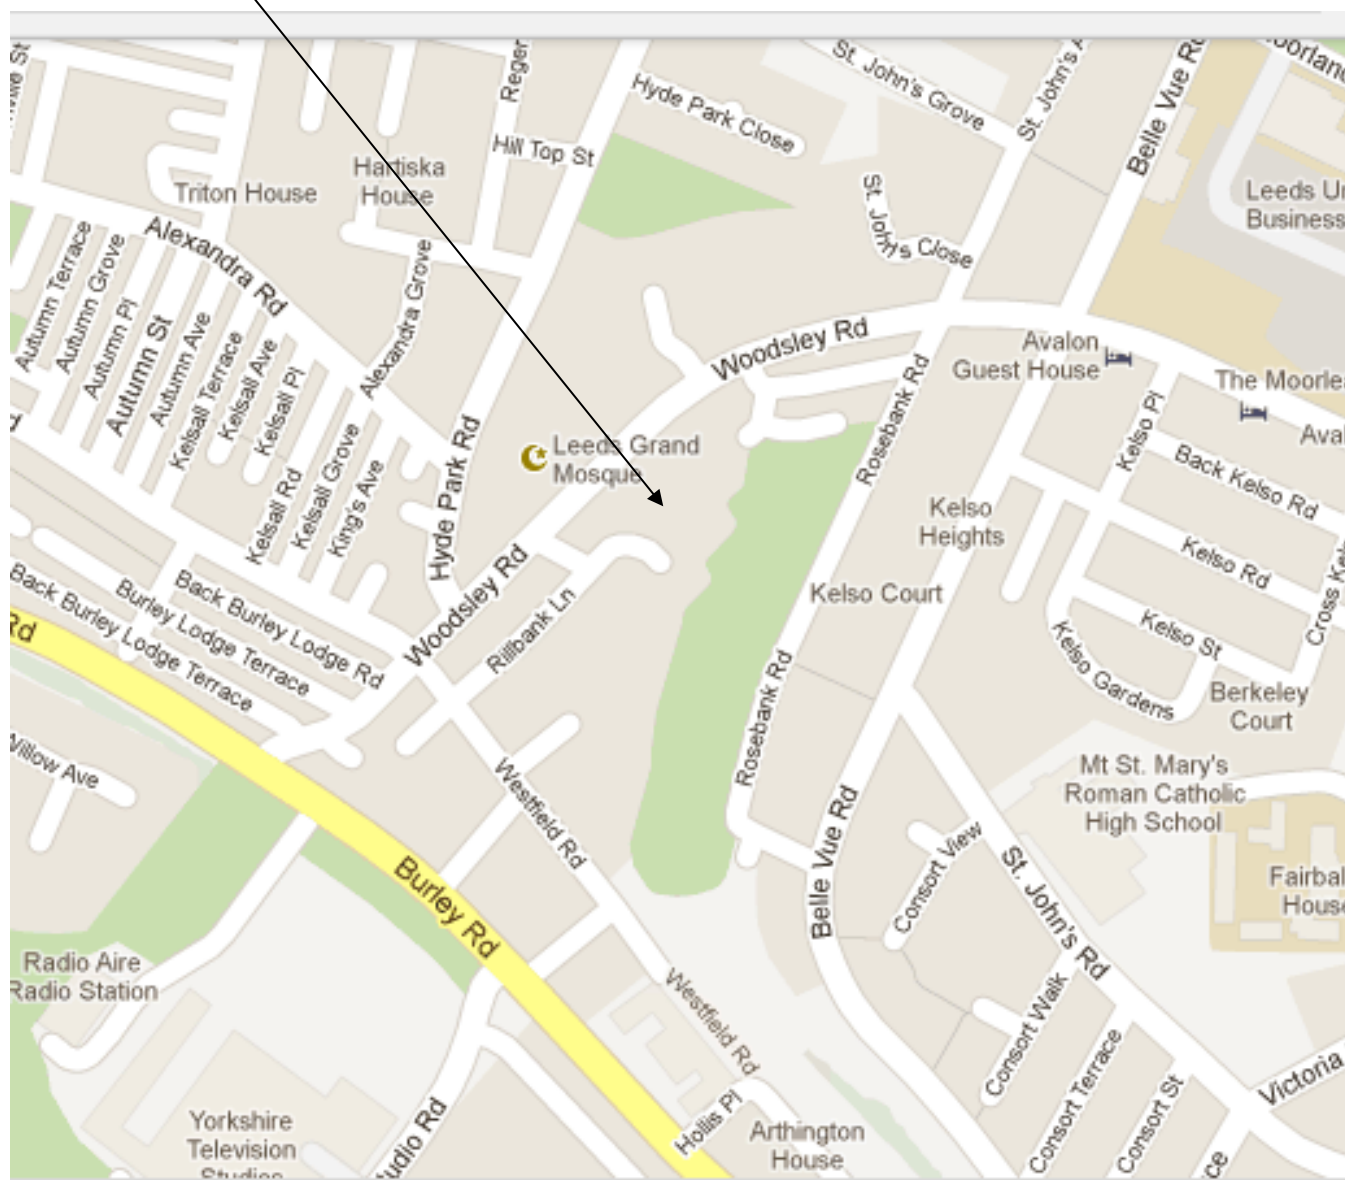 St. John's Grove
Belle Vue Rd
Hyde Park Close
Hill Top St
Hartiska
House
Triton House
St. John's Close
Leeds
Business
Alexandra Rd
Autumn Terrace
Autumn Grove
Autumn Pl
Autumn St
Autumn Ave
Kelsall Terrace
Kelsall Ave
Kelsall Pl
Kelsall Rd
Kelsall Grove
King's Ave
Alexandra Grove
Hyde Park Rd
Woodsley Rd
Avalon
Guest House
The
Rosebank Rd
Kelso Pl
Back Kelso Rd
Leeds Grand
Mosque
Kelso
Heights
Kelso Rd
Woodsley Rd
Rillbank Ln
Kelso Court
Back Burley Lodge Rd
Burley Lodge Terrace
Back Burley Lodge Terrace
Rd
Kelso St
Cross
Kelso Gardens
Berkeley
Court
Rosebank Rd
Willow Ave
Westfield Rd
Mt St. Mary's
Roman Catholic
High School
Belle Vue Rd
Consort View
St. John's Rd
House
Burley Rd
Radio Aire
Radio Station
Westfield Rd
Consort Walk
Consort Terrace
Consort St
Victoria
Hollis Pl
Arthington
House
Yorkshire
Television
Studios
Rd